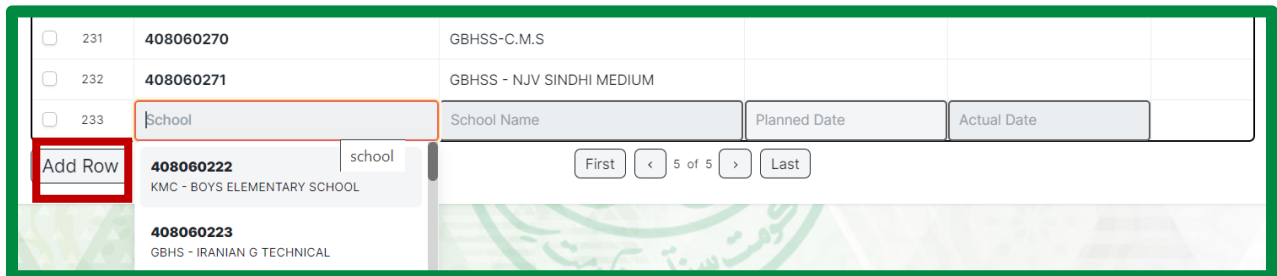 231 408060270 GBHSS-C.M.S
232 408060271 GBHSS - NJV SINDHI MEDIUM
233 School School Name Planned Date Actual Date
school
Add Row First ‹ 5 of 5 › Last
408060222
KMC - BOYS ELEMENTARY SCHOOL
408060223
GBHS - IRANIAN G TECHNICAL